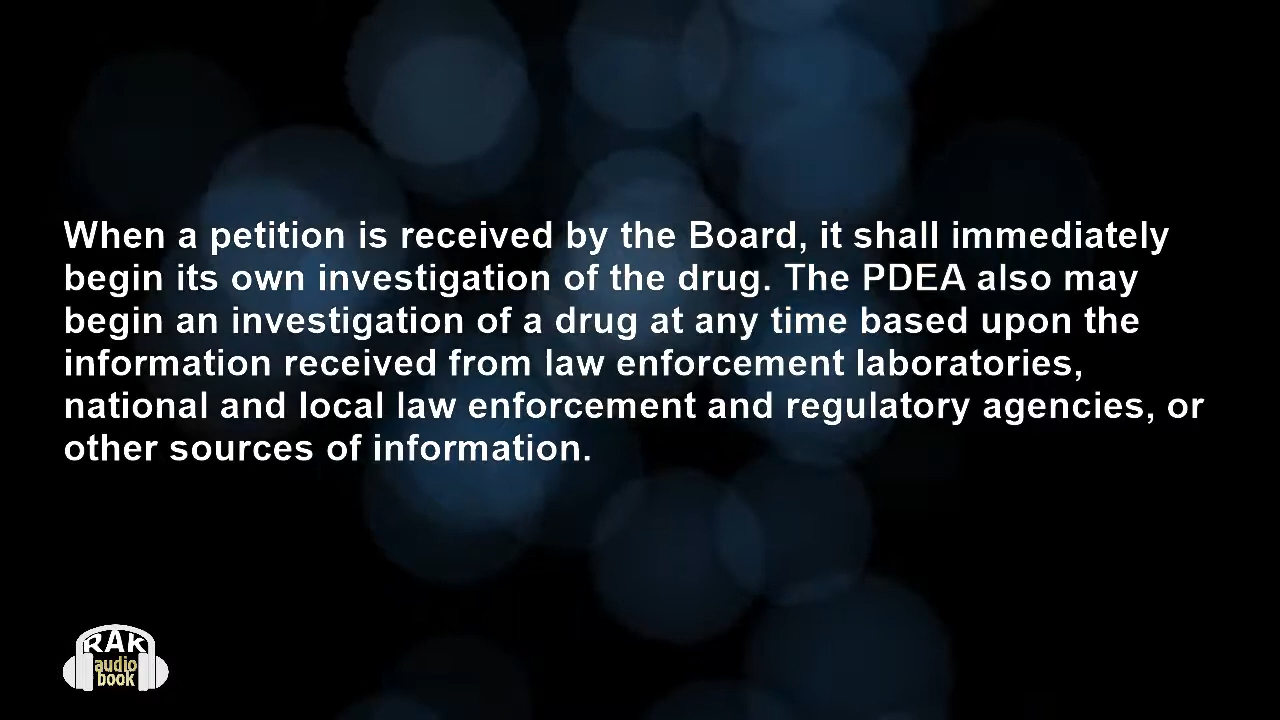 When a petition is received by the Board, it shall immediately
begin its own investigation of the drug. The PDEA also may
begin an investigation of a drug at any time based upon the
information received from law enforcement laboratories,
national and local law enforcement and regulatory agencies, or
other sources of information.
RAK
audio
book